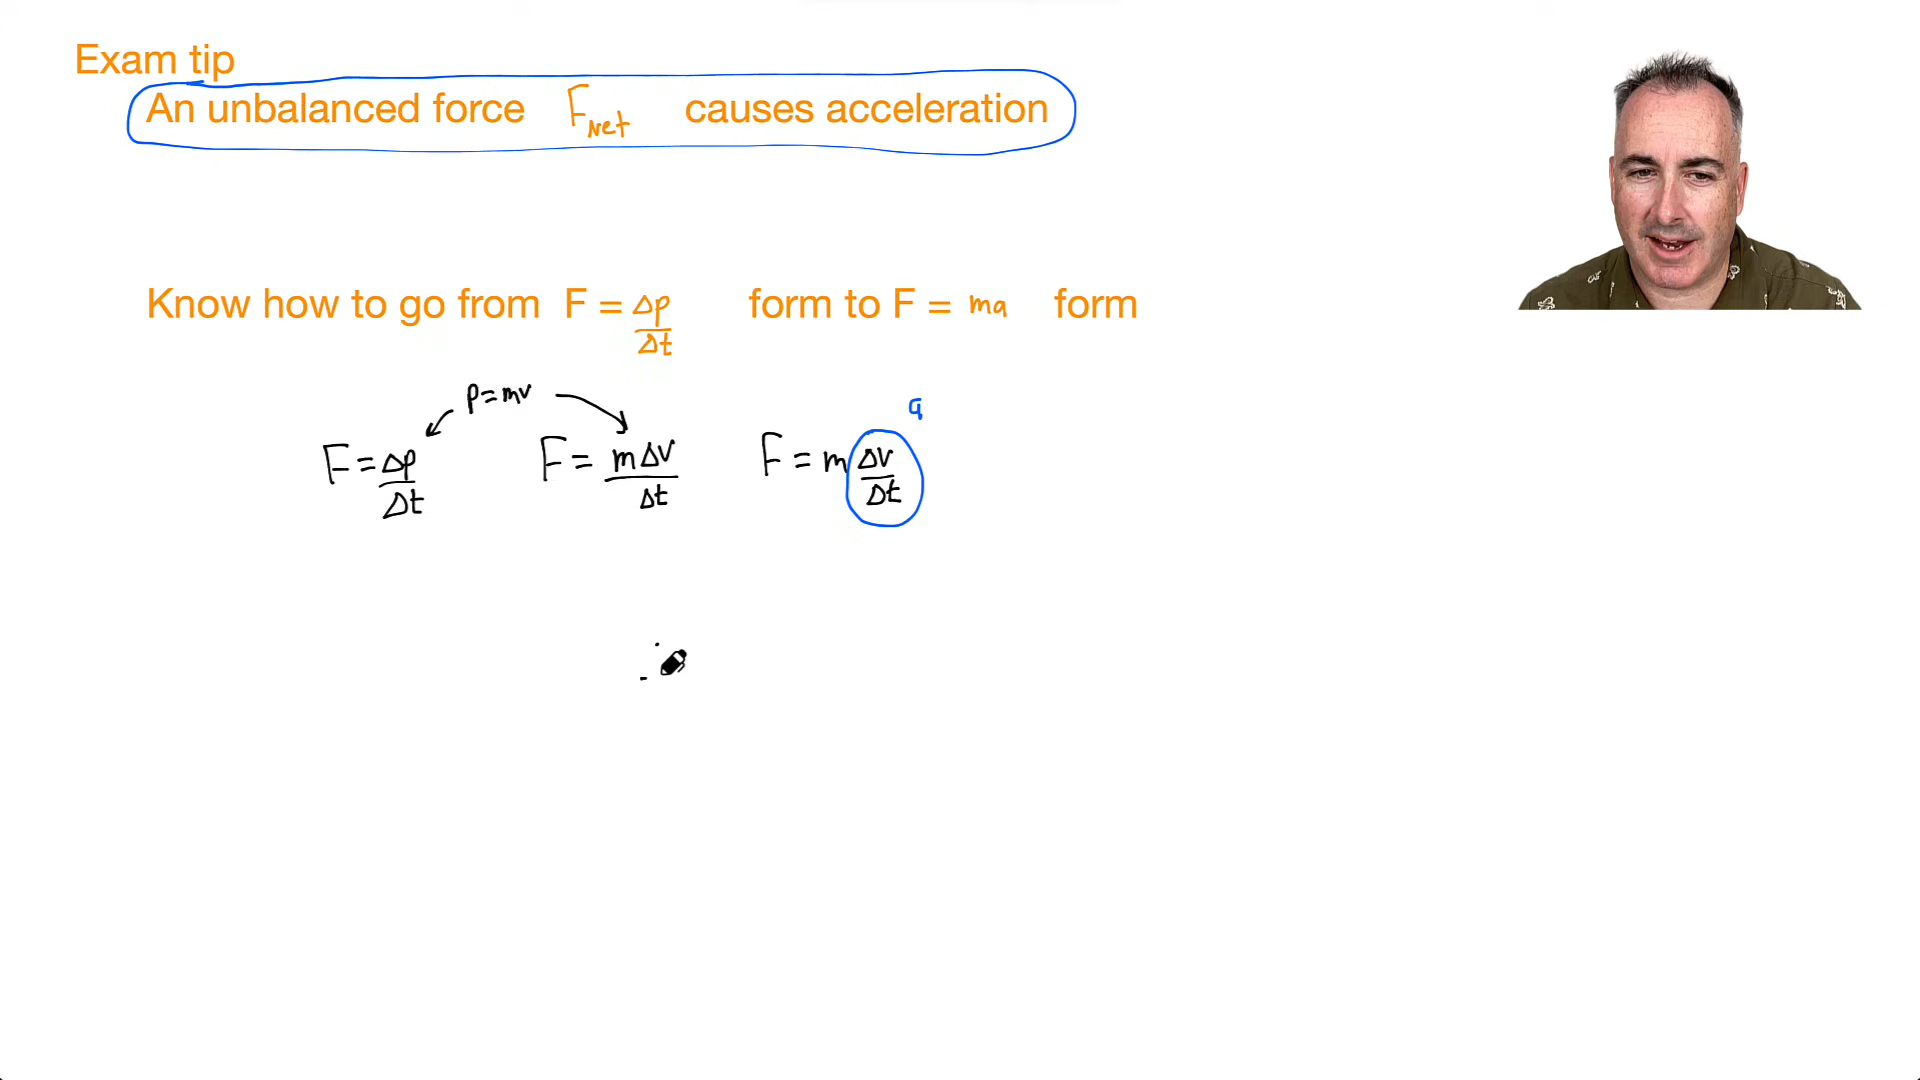 Exam tip
An unbalanced force F_Net causes acceleration
Know how to go from F = Δp/Δt form to F = ma form
p=mv
a
F = Δp/Δt F = mΔv/Δt F = m Δv/Δt